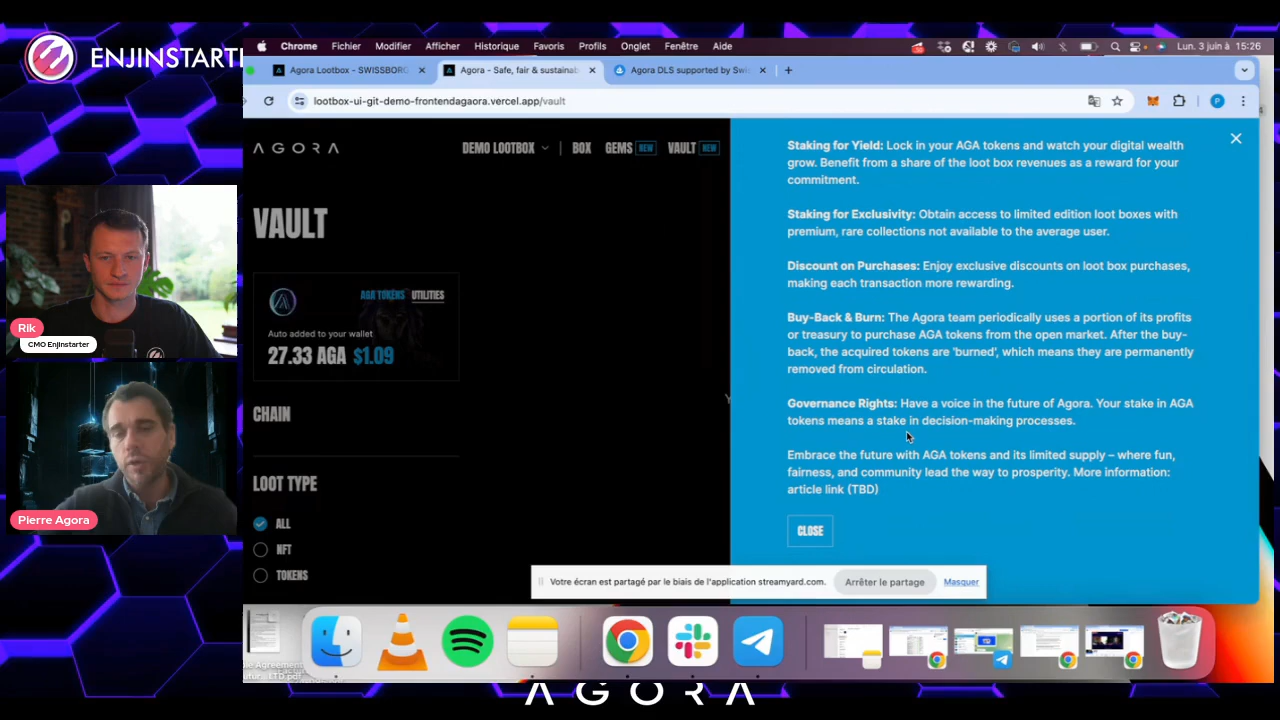 ENJINSTART
Chrome Fichier Modifier Afficher Historique Favoris Profils Onglet Fenêtre Aide
Lun. 3 juin à 15:26
Agora Lootbox - SWISSBORG
Agora - Safe, fair & sustainab
Agora DLS supported by Swi
lootbox-ui-git-demo-frontendagaora.vercel.app/vault
AGORA
DEMO LOOTBOX
BOX
GEMS NEW
VAULT NEW
VAULT
AGA TOKENS UTILITIES
Auto added to your wallet
27.33 AGA $1.09
CHAIN
LOOT TYPE
ALL
NFT
TOKENS
Staking for Yield: Lock in your AGA tokens and watch your digital wealth
grow. Benefit from a share of the loot box revenues as a reward for your
commitment.
Staking for Exclusivity: Obtain access to limited edition loot boxes with
premium, rare collections not available to the average user.
Discount on Purchases: Enjoy exclusive discounts on loot box purchases,
making each transaction more rewarding.
Buy-Back & Burn: The Agora team periodically uses a portion of its profits
or treasury to purchase AGA tokens from the open market. After the buy-
back, the acquired tokens are 'burned', which means they are permanently
removed from circulation.
Governance Rights: Have a voice in the future of Agora. Your stake in AGA
tokens means a stake in decision-making processes.
Embrace the future with AGA tokens and its limited supply – where fun,
fairness, and community lead the way to prosperity. More information:
article link (TBD)
CLOSE
Votre écran est partagé par le biais de l'application streamyard.com.
Arrêter le partage
Masquer
Rik
CMO Enjinstarter
Pierre Agora
AGORA